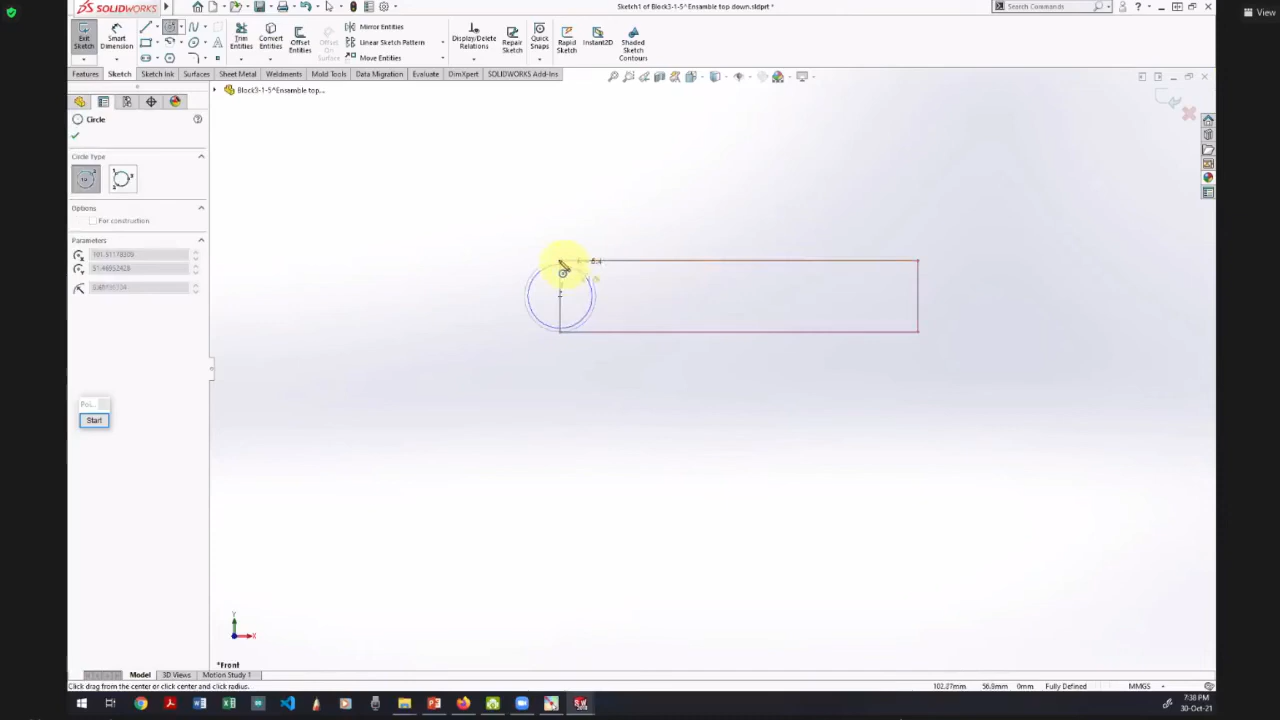 View
SOLIDWORKS
Sketch1 of Block3-1-5^Ensamble top down.sldprt *
Search Commands
Exit Sketch
Smart Dimension
Trim Entities
Convert Entities
Offset Entities
Offset On Surface
Mirror Entities
Linear Sketch Pattern
Move Entities
Display/Delete Relations
Repair Sketch
Quick Snaps
Rapid Sketch
Instant2D
Shaded Sketch Contours
Features
Sketch
Sketch Ink
Surfaces
Sheet Metal
Weldments
Mold Tools
Data Migration
Evaluate
DimXpert
SOLIDWORKS Add-Ins
Block3-1-5^Ensamble top...
Circle
Circle Type
Options
For construction
Parameters
Poi...
Start
Y
X
*Front
Model
3D Views
Motion Study 1
Click drag from the center or click center and click radius.
102.27mm
56.9mm
0mm
Fully Defined
MMGS
7:38 PM
30-Oct-21